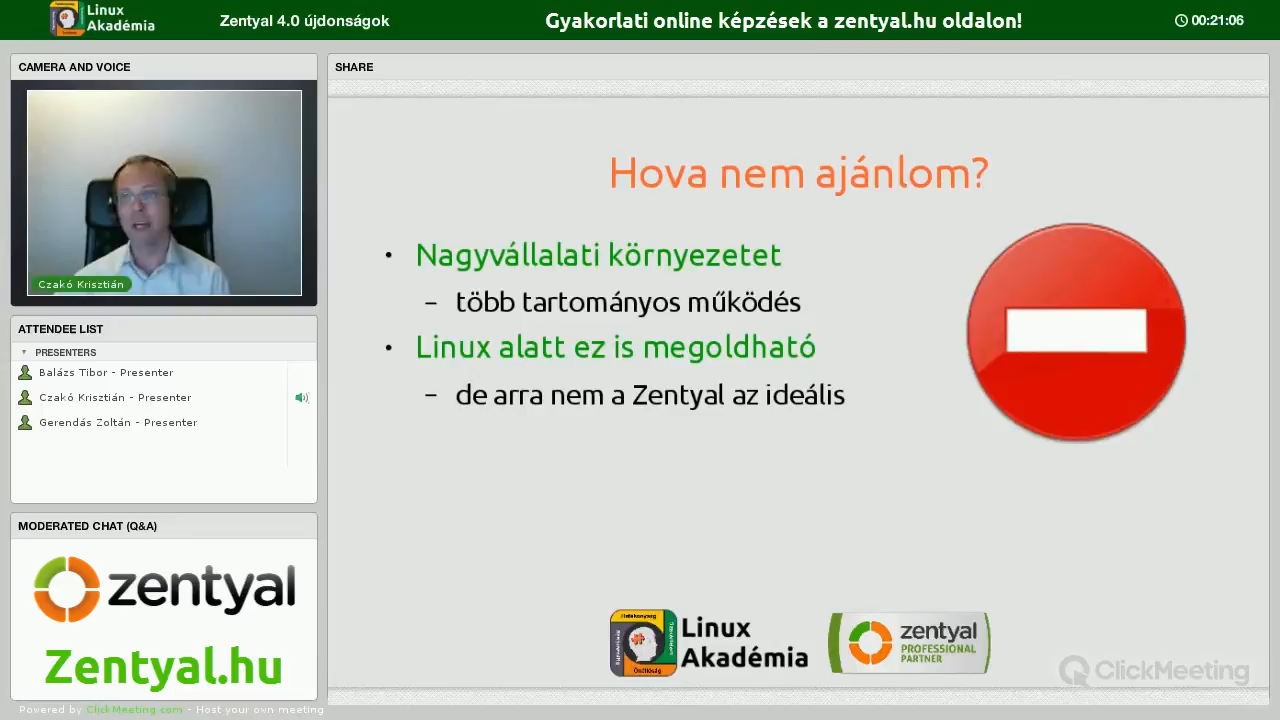 Linux
Akadémia
Zentyal 4.0 újdonságok
Gyakorlati online képzések a zentyal.hu oldalon!
00:21:06
CAMERA AND VOICE
Czakó Krisztián
ATTENDEE LIST
PRESENTERS
Balázs Tibor - Presenter
Czakó Krisztián - Presenter
Gerendás Zoltán - Presenter
MODERATED CHAT (Q&A)
zentyal
Zentyal.hu
Powered by ClickMeeting.com - Host your own meeting
SHARE
Hova nem ajánlom?
• Nagyvállalati környezetet
– több tartományos működés
• Linux alatt ez is megoldható
– de arra nem a Zentyal az ideális
Hatékonyság
Önállóság
Linux
Akadémia
zentyal
PROFESSIONAL
PARTNER
ClickMeeting